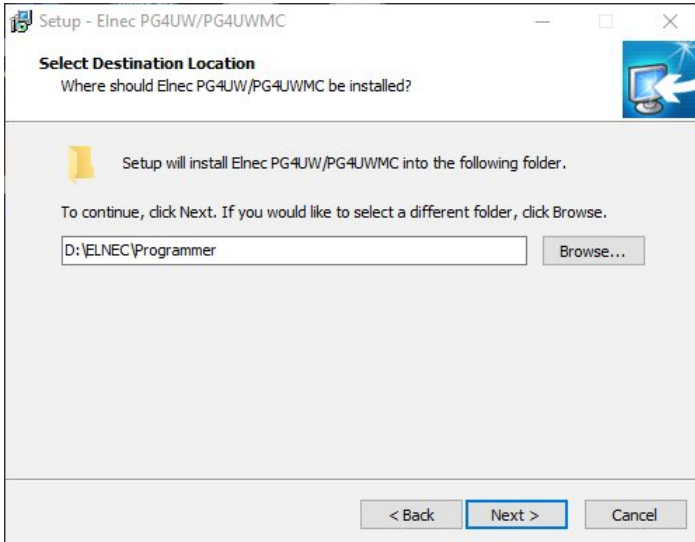 Setup - Elnec PG4UW/PG4UWMC
Select Destination Location
Where should Elnec PG4UW/PG4UWMC be installed?
Setup will install Elnec PG4UW/PG4UWMC into the following folder.
To continue, click Next. If you would like to select a different folder, click Browse.
D:\ELNEC\Programmer
Browse...
< Back
Next >
Cancel